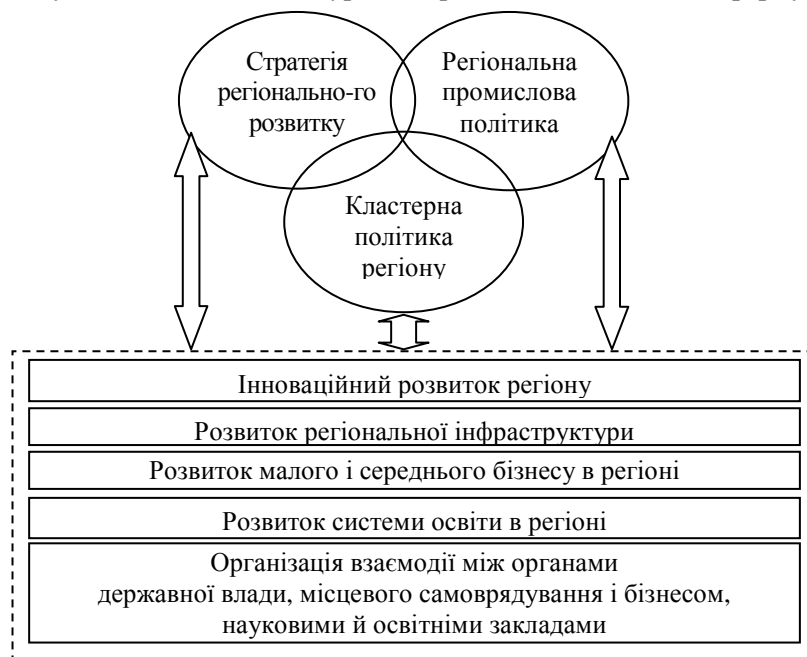 Стратегія
регіонально-го
розвитку
Регіональна
промислова
політика
Кластерна
політика
регіону
Інноваційний розвиток регіону
Розвиток регіональної інфраструктури
Розвиток малого і середнього бізнесу в регіоні
Розвиток системи освіти в регіоні
Організація взаємодії між органами
державної влади, місцевого самоврядування і бізнесом,
науковими й освітніми закладами